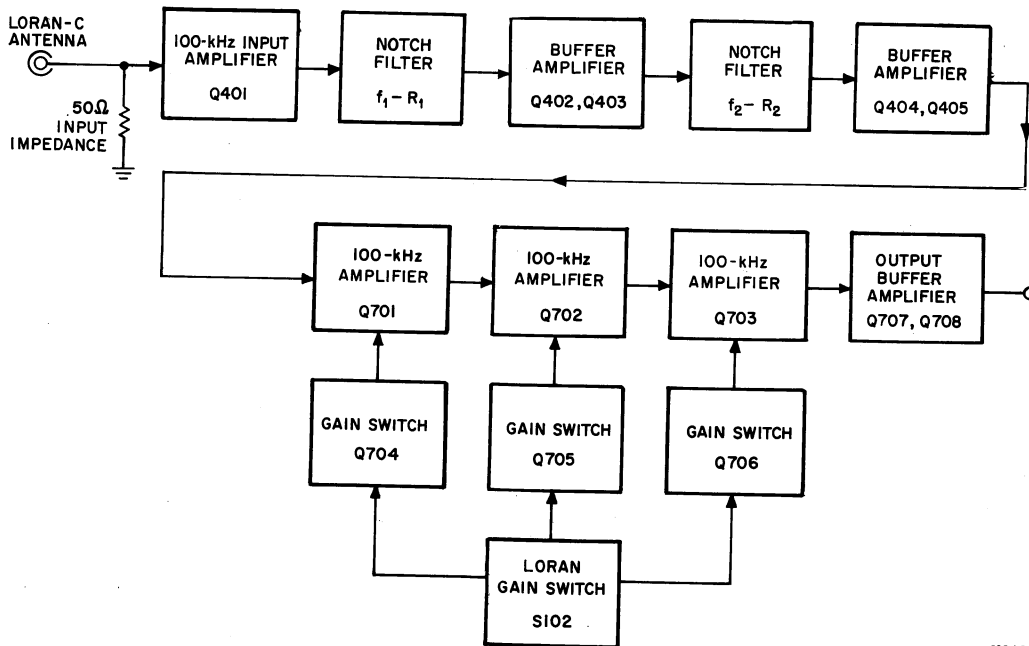 LORAN-C
ANTENNA
50Ω
INPUT
IMPEDANCE
100-kHz INPUT
AMPLIFIER
Q401
NOTCH
FILTER
f₁-R₁
BUFFER
AMPLIFIER
Q402,Q403
NOTCH
FILTER
f₂-R₂
BUFFER
AMPLIFIER
Q404, Q405
100-kHz
AMPLIFIER
Q701
100-kHz
AMPLIFIER
Q702
100-kHz
AMPLIFIER
Q703
OUTPUT
BUFFER
AMPLIFIER
Q707, Q708
GAIN SWITCH
Q704
GAIN SWITCH
Q705
GAIN SWITCH
Q706
LORAN
GAIN SWITCH
S102